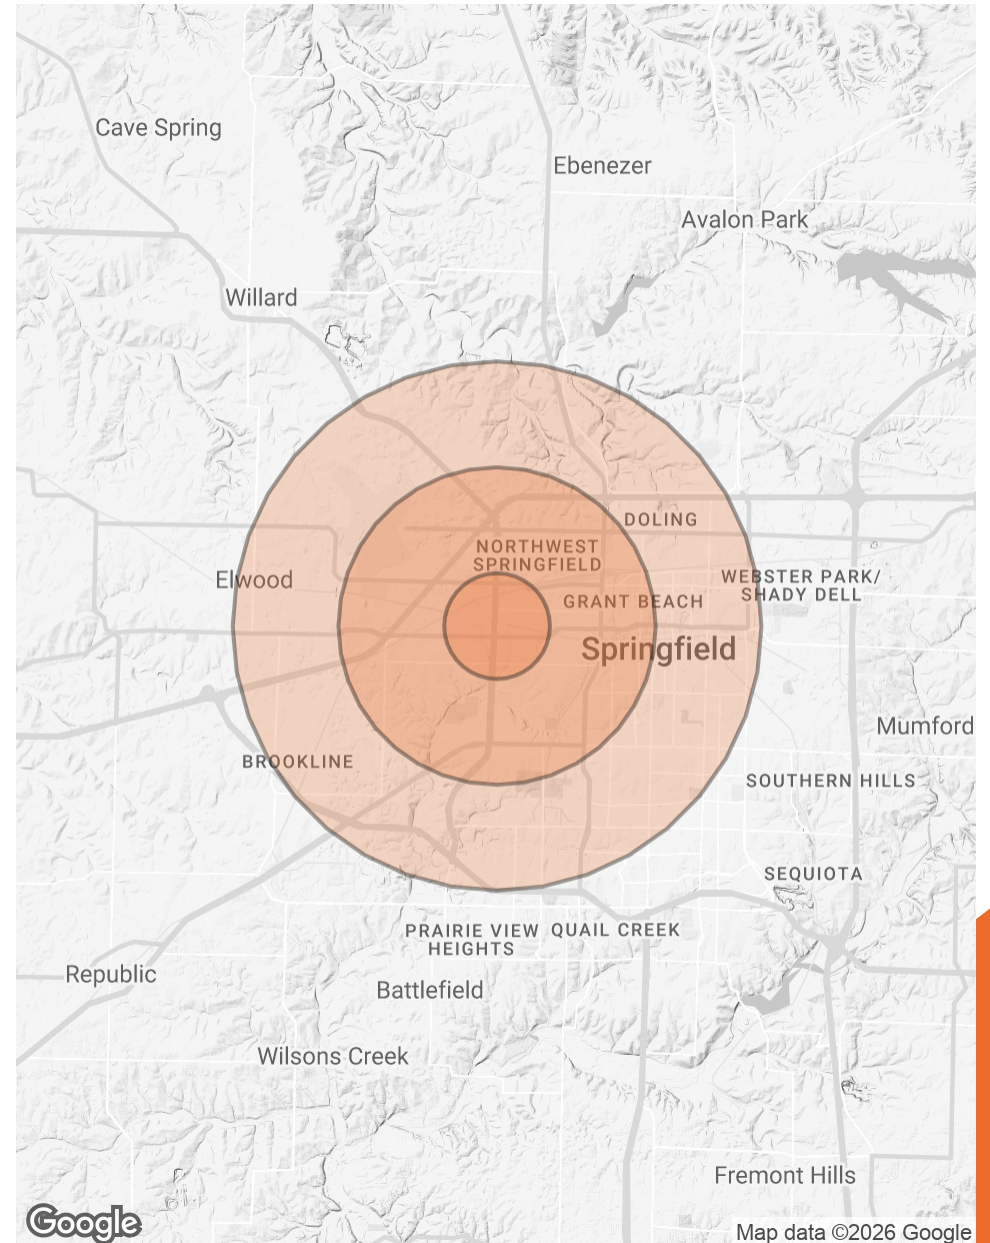 Cave Spring
Ebenezer
Avalon Park
Willard
DOLING
NORTHWEST
SPRINGFIELD
Elwood
WEBSTER PARK/
SHADY DELL
GRANT BEACH
Springfield
Mumford
BROOKLINE
SOUTHERN HILLS
SEQUIOTA
PRAIRIE VIEW
HEIGHTS
QUAIL CREEK
Republic
Battlefield
Wilsons Creek
Fremont Hills
Google
Map data ©2026 Google